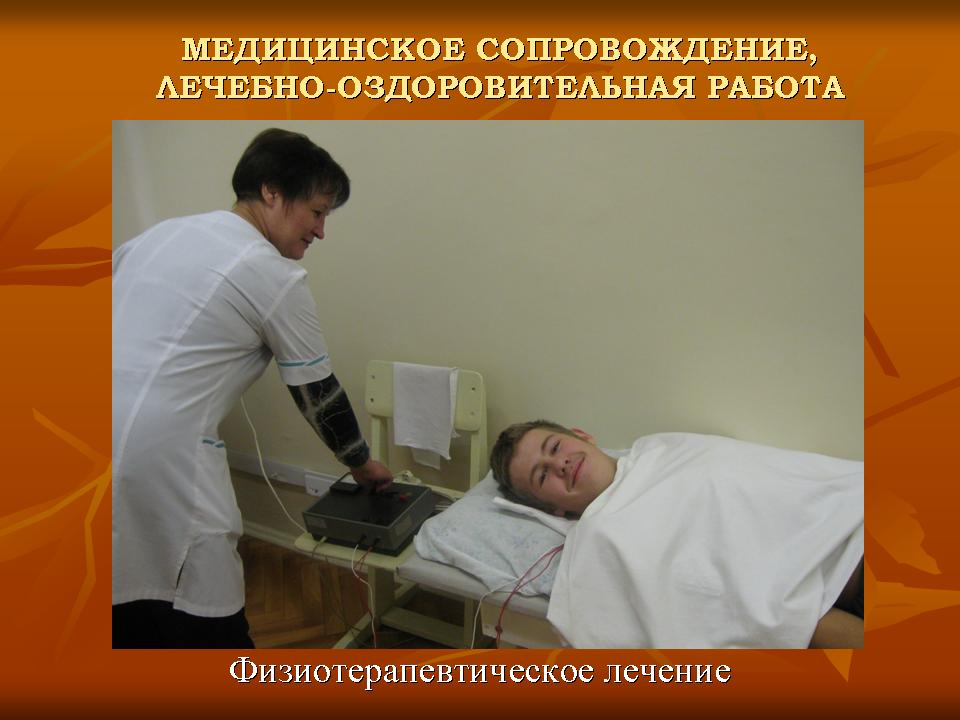 МЕДИЦИНСКОЕ СОПРОВОЖДЕНИЕ,
ЛЕЧЕБНО-ОЗДОРОВИТЕЛЬНАЯ РАБОТА
Физиотерапевтическое лечение